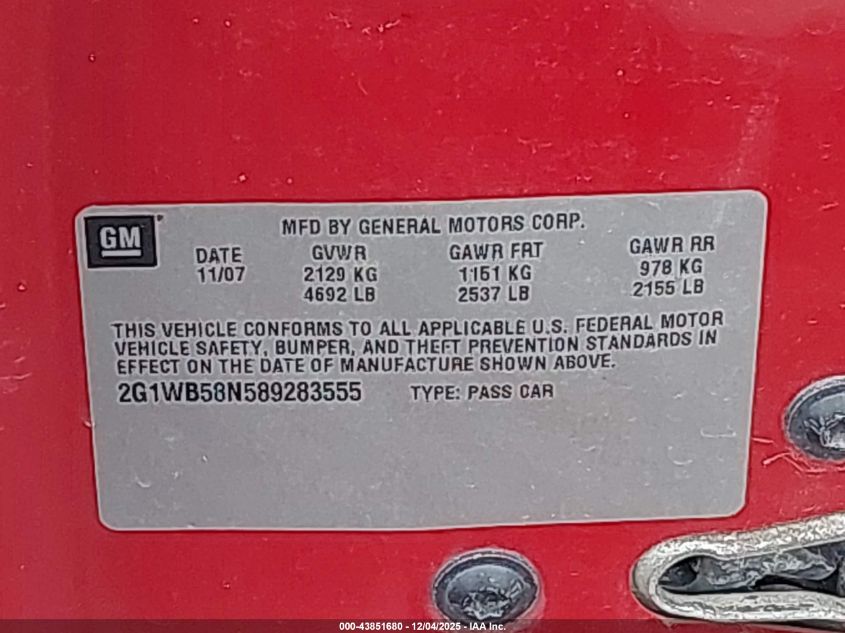 GM
MFD BY GENERAL MOTORS CORP.
DATE GVWR GAWR FRT GAWR RR
11/07 2129 KG 1151 KG 978 KG
4692 LB 2537 LB 2155 LB
THIS VEHICLE CONFORMS TO ALL APPLICABLE U.S. FEDERAL MOTOR
VEHICLE SAFETY, BUMPER, AND THEFT PREVENTION STANDARDS IN
EFFECT ON THE DATE OF MANUFACTURE SHOWN ABOVE.
2G1WB58N589283555 TYPE: PASS CAR
000-43851680 - 12/04/2025 - IAA Inc.